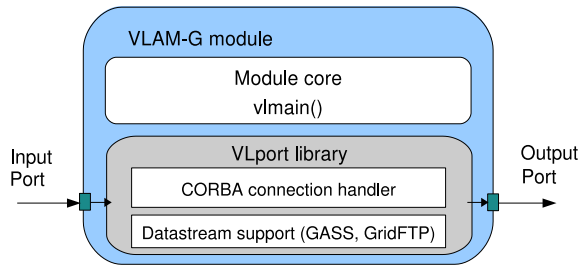 VLAM-G module
Module core
vlmain()
Input
Port
VLport library
Output
Port
CORBA connection handler
Datastream support (GASS, GridFTP)